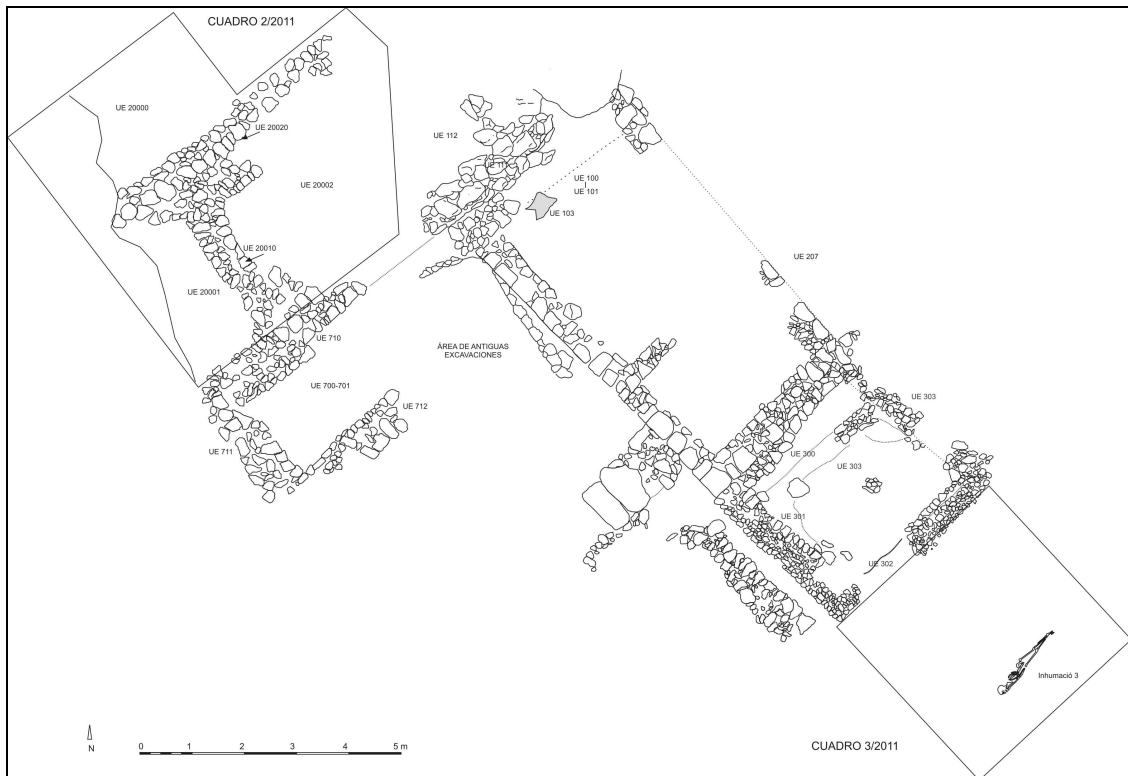 CUADRO 2/2011
UE 20000
UE 20020
UE 20002
UE 20010
UE 20001
UE 710
UE 700-701
UE 712
UE 711
UE 112
UE 100
UE 101
UE 103
ÁREA DE ANTIGUAS
EXCAVACIONES
UE 207
UE 303
UE 300
UE 303
UE 301
UE 302
Inhumació 3
CUADRO 3/2011
N
0 1 2 3 4 5 m